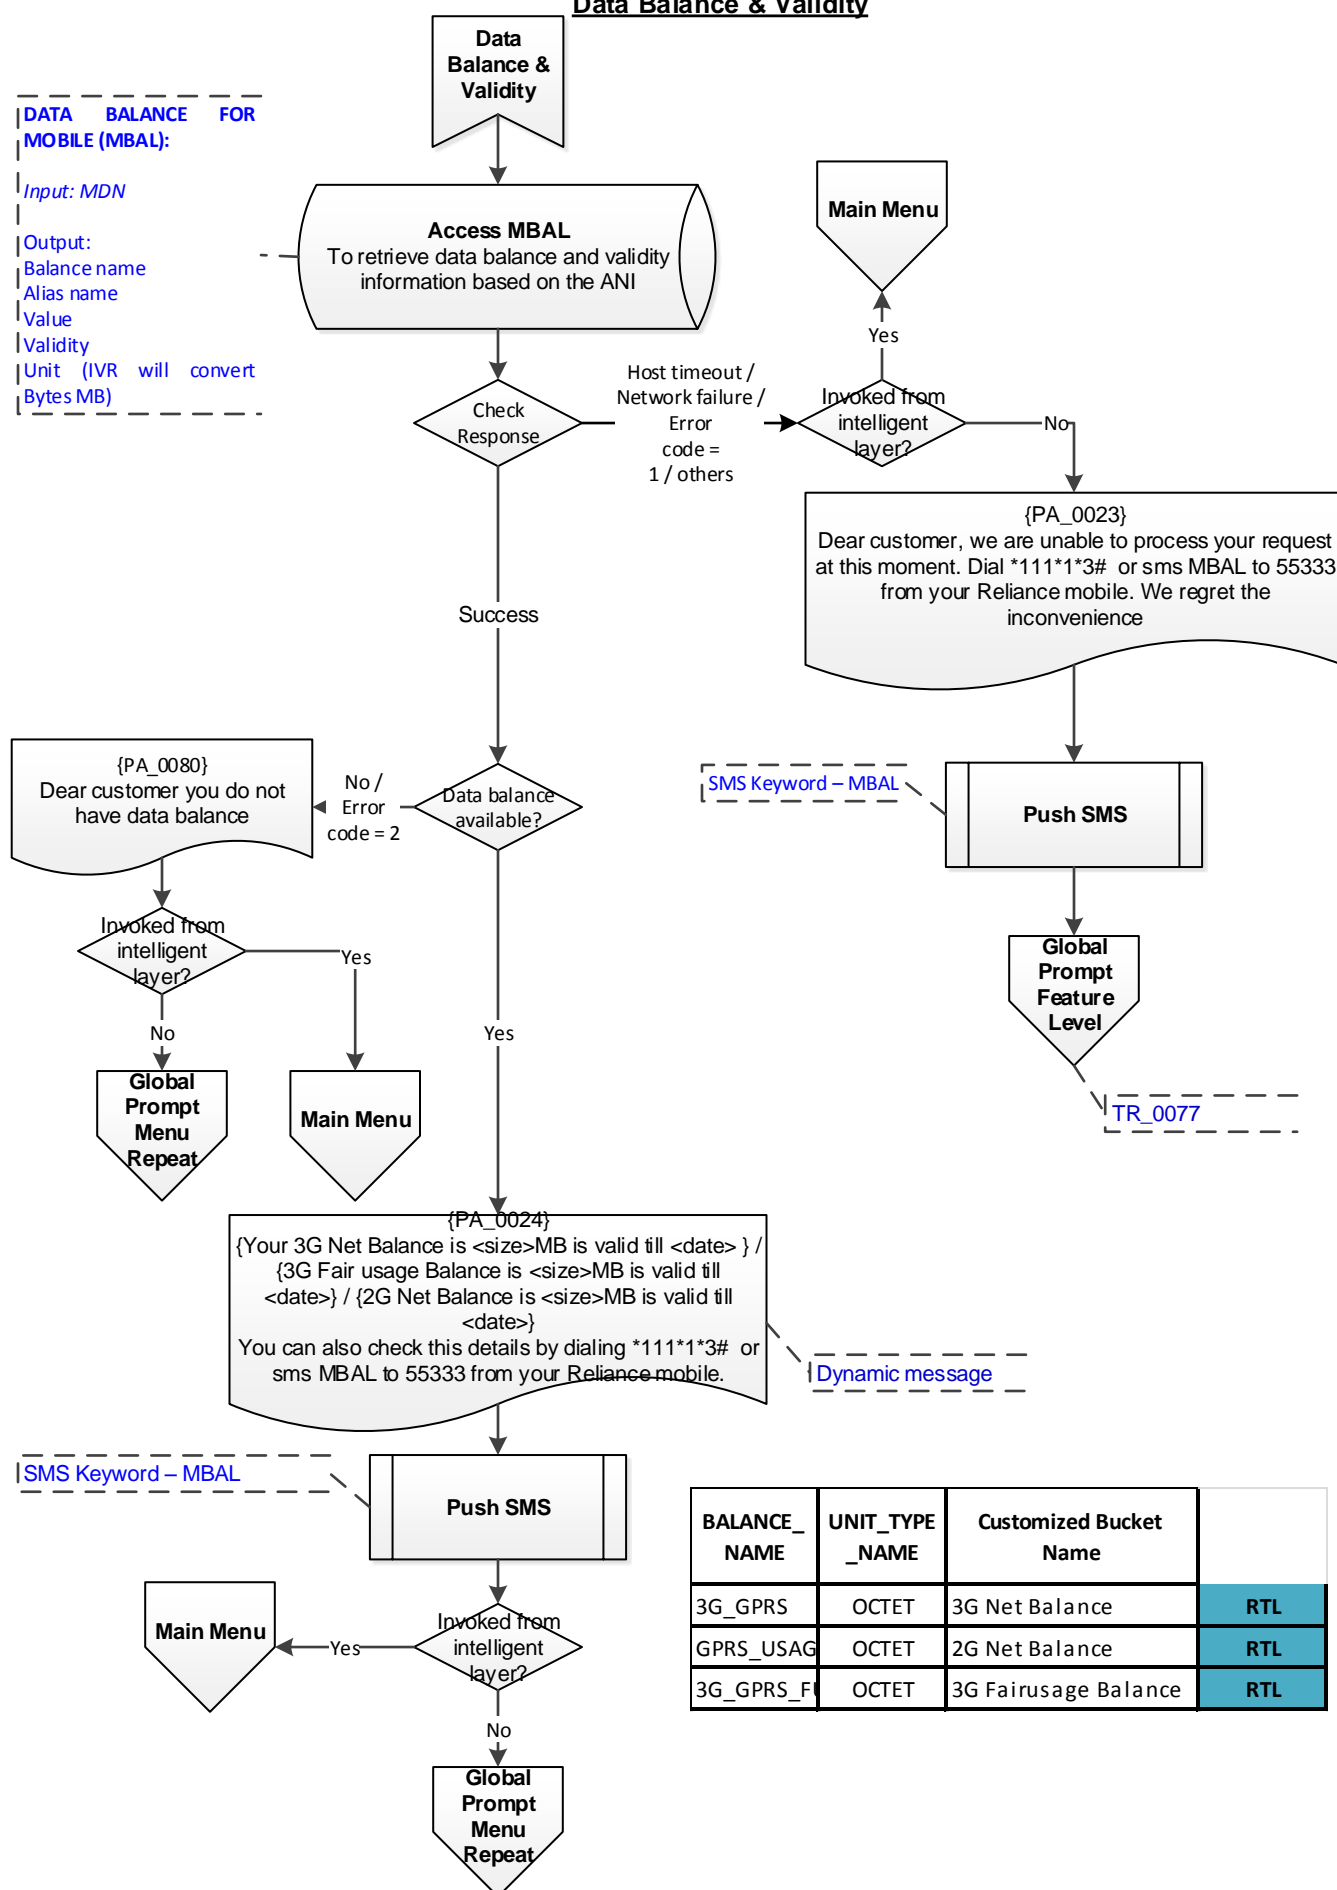 Data Balance & Validity
Data
Balance &
Validity
DATA BALANCE FOR
MOBILE (MBAL):
Input: MDN
Output:
Balance name
Alias name
Value
Validity
Unit (IVR will convert
Bytes MB)
Access MBAL
To retrieve data balance and validity
information based on the ANI
Main Menu
Yes
Check
Response
Host timeout /
Network failure /
Error
code =
1 / others
Invoked from
intelligent
layer?
No
{PA_0023}
Dear customer, we are unable to process your request
at this moment. Dial *111*1*3# or sms MBAL to 55333
from your Reliance mobile. We regret the
inconvenience
Success
{PA_0080}
Dear customer you do not
have data balance
No /
Error
code = 2
Data balance
available?
SMS Keyword – MBAL
Push SMS
Invoked from
intelligent
layer?
Yes
No
Yes
Global
Prompt
Feature
Level
Global
Prompt
Menu
Repeat
Main Menu
TR_0077
{PA_0024}
{Your 3G Net Balance is <size>MB is valid till <date> } /
{3G Fair usage Balance is <size>MB is valid till
<date>} / {2G Net Balance is <size>MB is valid till
<date>}
You can also check this details by dialing *111*1*3# or
sms MBAL to 55333 from your Reliance mobile.
Dynamic message
SMS Keyword – MBAL
Push SMS
Main Menu
Yes
Invoked from
intelligent
layer?
No
Global
Prompt
Menu
Repeat
BALANCE_ UNIT_TYPE Customized Bucket
NAME _NAME Name
3G_GPRS OCTET 3G Net Balance RTL
GPRS_USAG OCTET 2G Net Balance RTL
3G_GPRS_FU OCTET 3G Fairusage Balance RTL